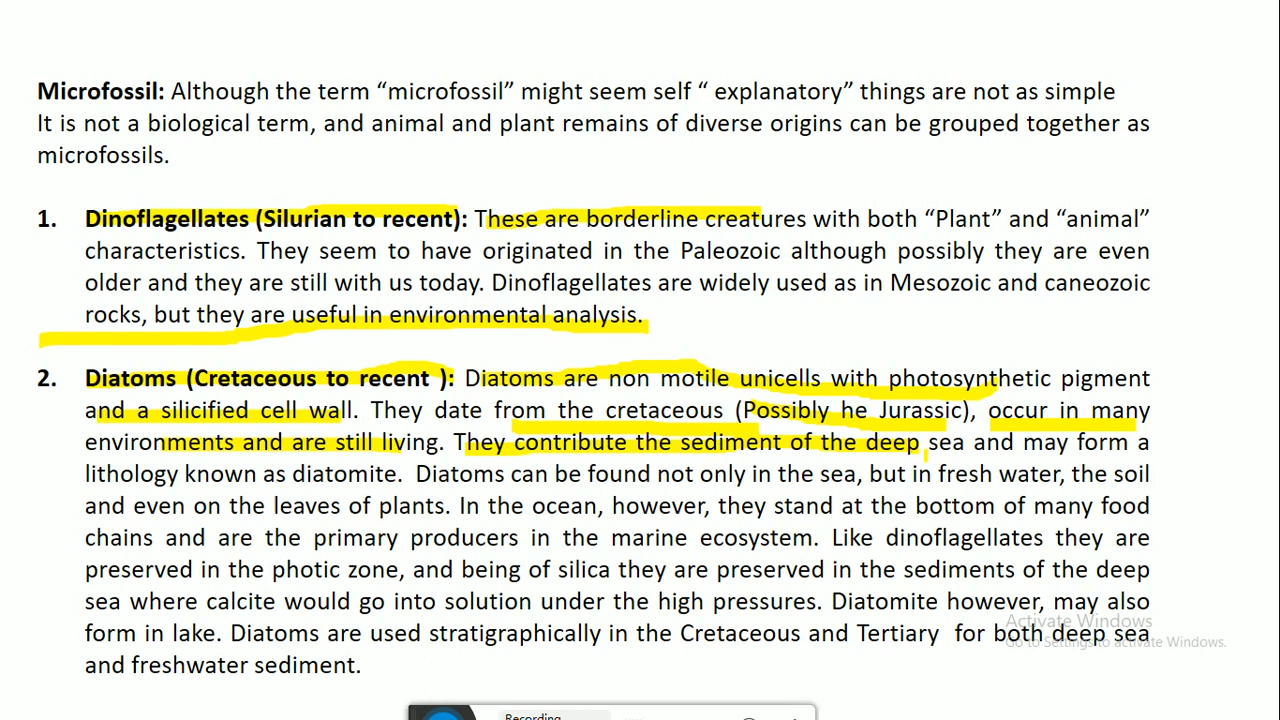 Microfossil: Although the term “microfossil” might seem self “ explanatory” things are not as simple
It is not a biological term, and animal and plant remains of diverse origins can be grouped together as
microfossils.
1. Dinoflagellates (Silurian to recent): These are borderline creatures with both “Plant” and “animal”
characteristics. They seem to have originated in the Paleozoic although possibly they are even
older and they are still with us today. Dinoflagellates are widely used as in Mesozoic and caneozoic
rocks, but they are useful in environmental analysis.
2. Diatoms (Cretaceous to recent ): Diatoms are non motile unicells with photosynthetic pigment
and a silicified cell wall. They date from the cretaceous (Possibly he Jurassic), occur in many
environments and are still living. They contribute the sediment of the deep sea and may form a
lithology known as diatomite. Diatoms can be found not only in the sea, but in fresh water, the soil
and even on the leaves of plants. In the ocean, however, they stand at the bottom of many food
chains and are the primary producers in the marine ecosystem. Like dinoflagellates they are
preserved in the photic zone, and being of silica they are preserved in the sediments of the deep
sea where calcite would go into solution under the high pressures. Diatomite however, may also
form in lake. Diatoms are used stratigraphically in the Cretaceous and Tertiary for both deep sea
and freshwater sediment.
Activate Windows
Go to Settings to activate Windows.
Recording